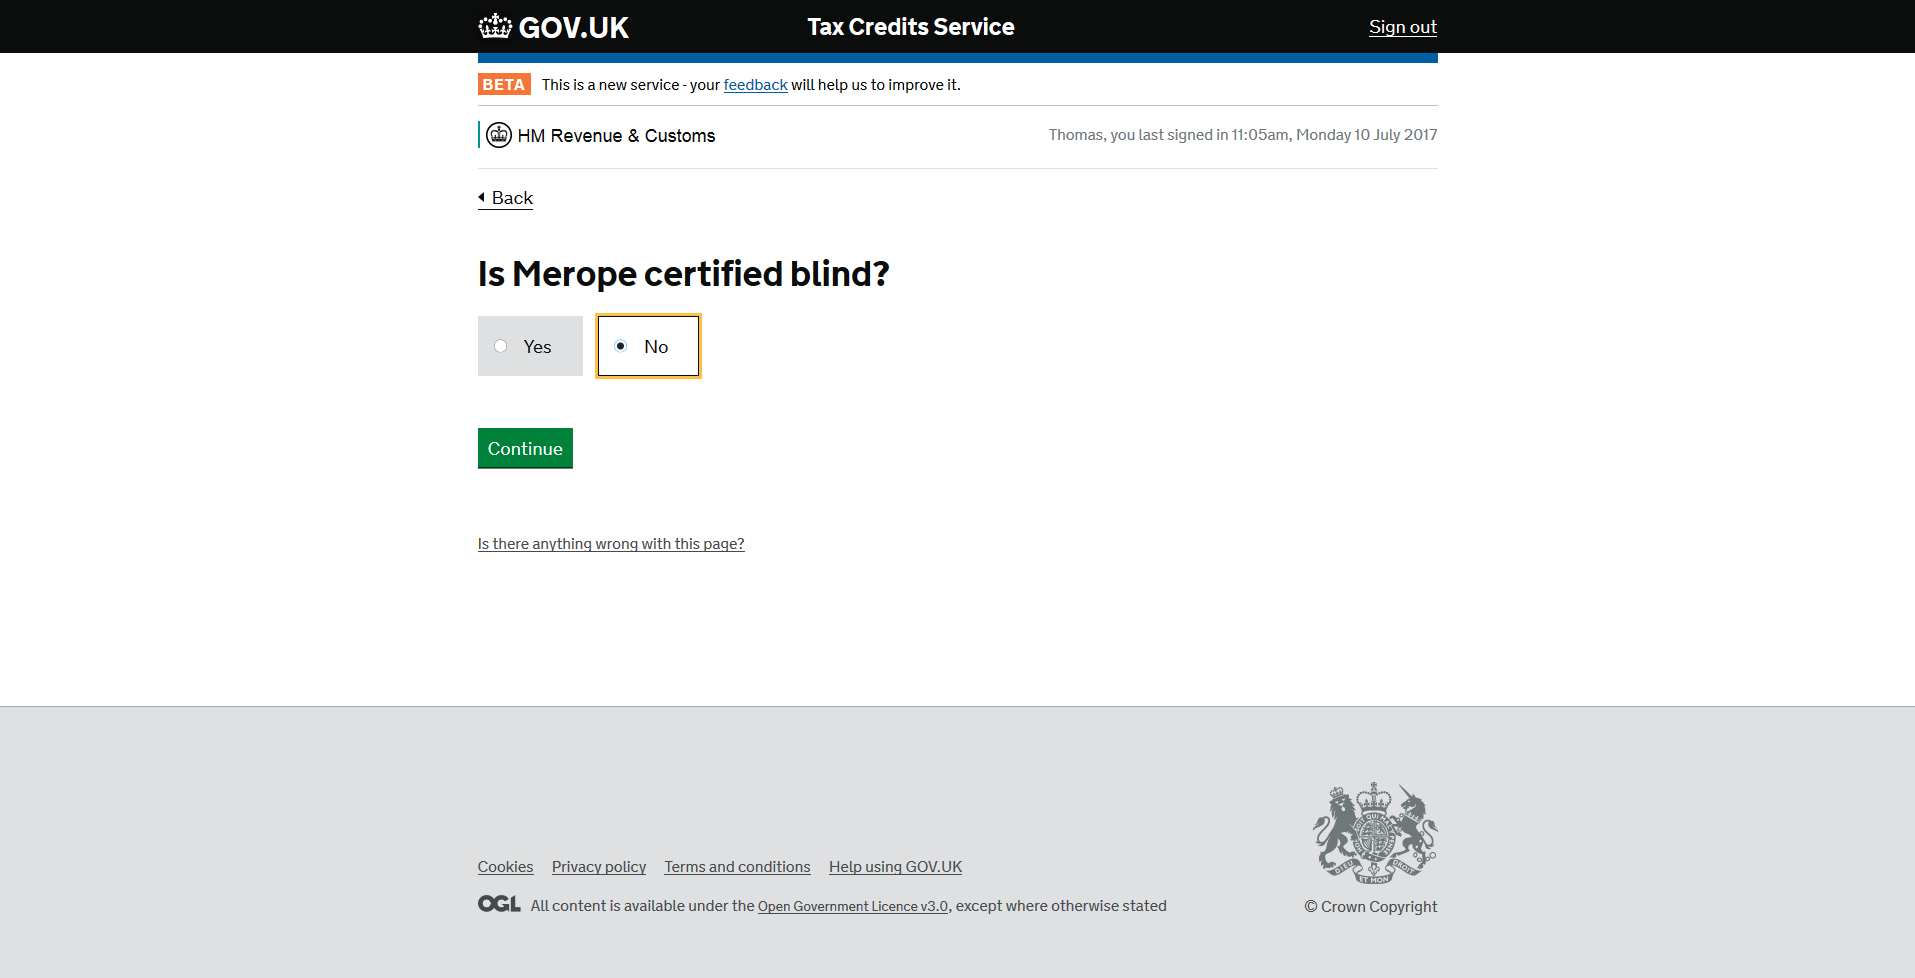 GOV.UK Tax Credits Service Sign out
BETA This is a new service - your feedback will help us to improve it.
HM Revenue & Customs Thomas, you last signed in 11:05am, Monday 10 July 2017
Back
Is Merope certified blind?
Yes No
Continue
Is there anything wrong with this page?
Cookies Privacy policy Terms and conditions Help using GOV.UK
OGL All content is available under the Open Government Licence v3.0, except where otherwise stated
© Crown Copyright